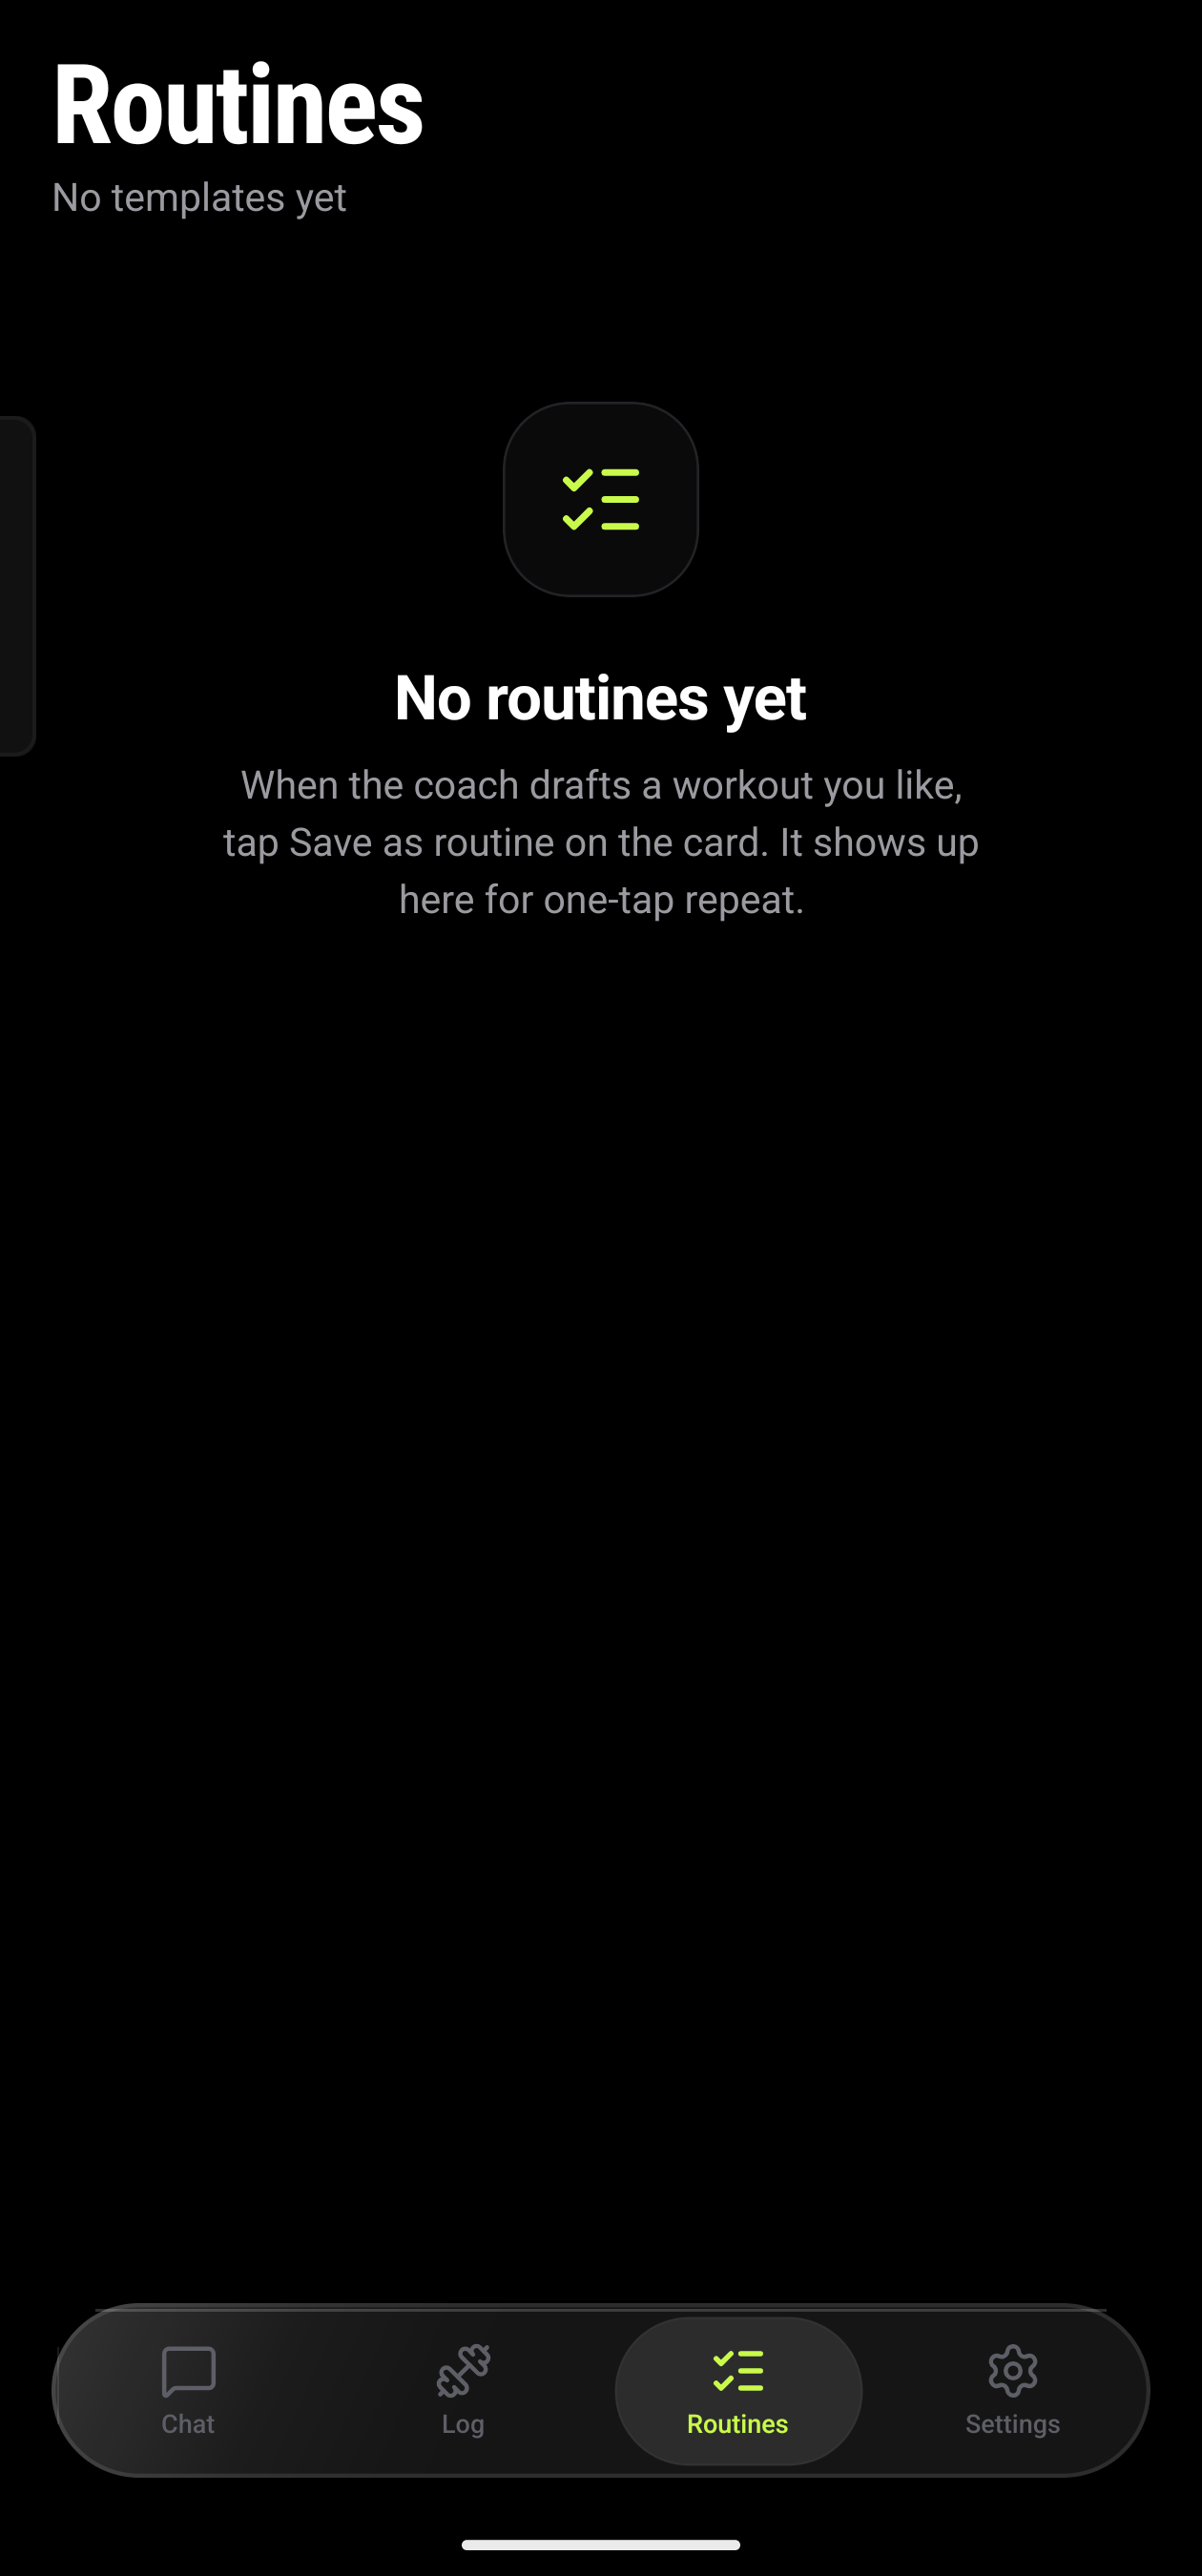 Routines
No templates yet
No routines yet
When the coach drafts a workout you like,
tap Save as routine on the card. It shows up
here for one-tap repeat.
Chat
Log
Routines
Settings